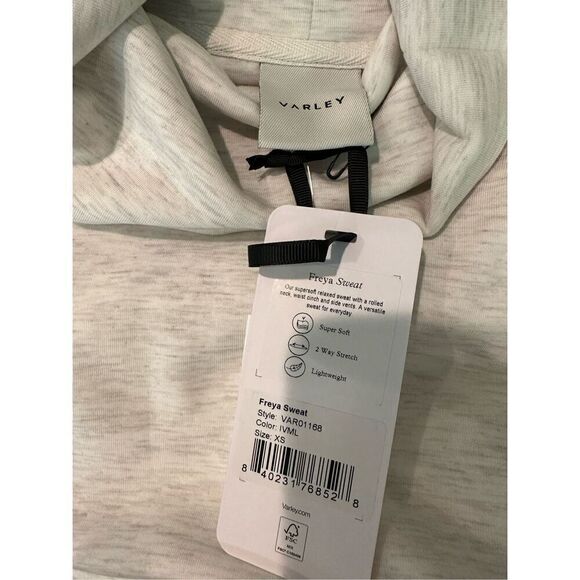 VARLEY
Freya Sweat
Our supersoft relaxed sweat with a rolled
neck, waist cinch and side vents. A versatile
sweat for everyday.
Super Soft
2 Way Stretch
Lightweight
Freya Sweat
Style: VAR01168
Color: IVML
Size: XS
8 40231 76852 8
Varley.com
FSC